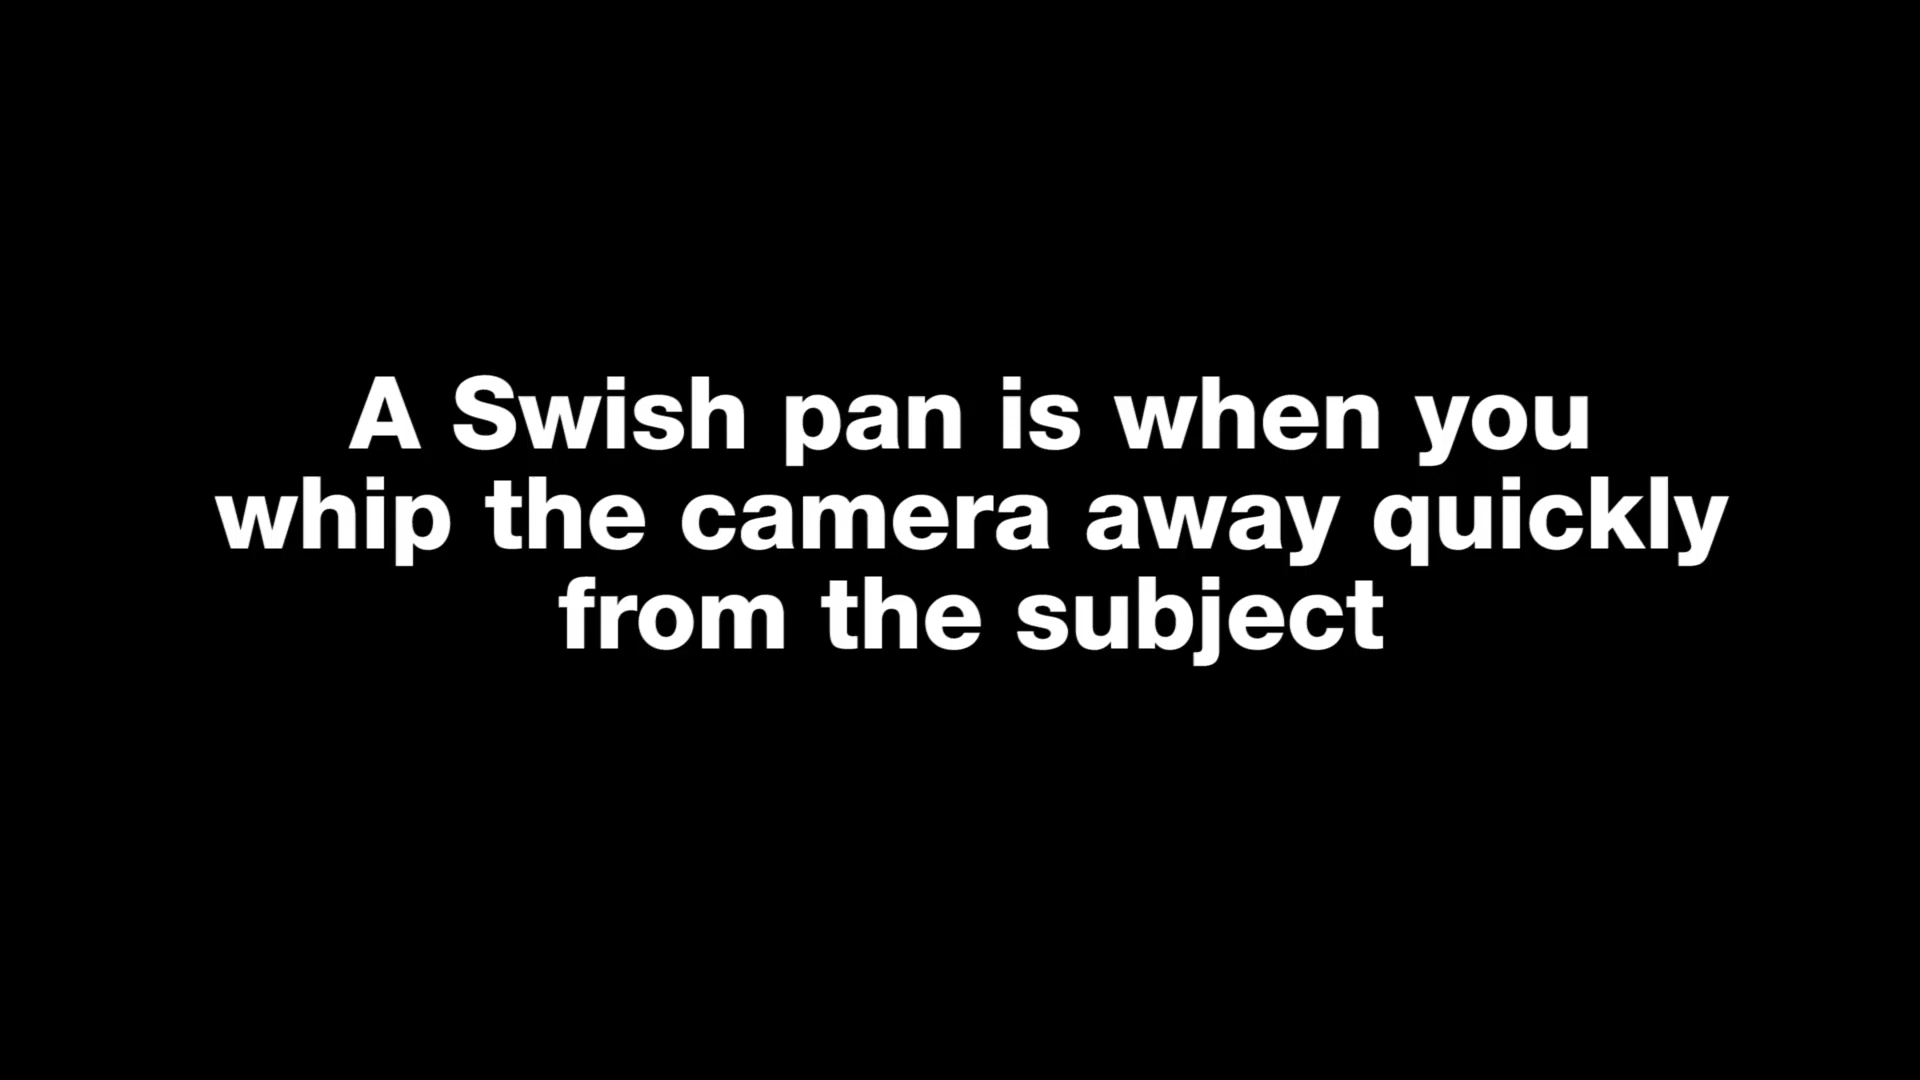 A Swish pan is when you
whip the camera away quickly
from the subject